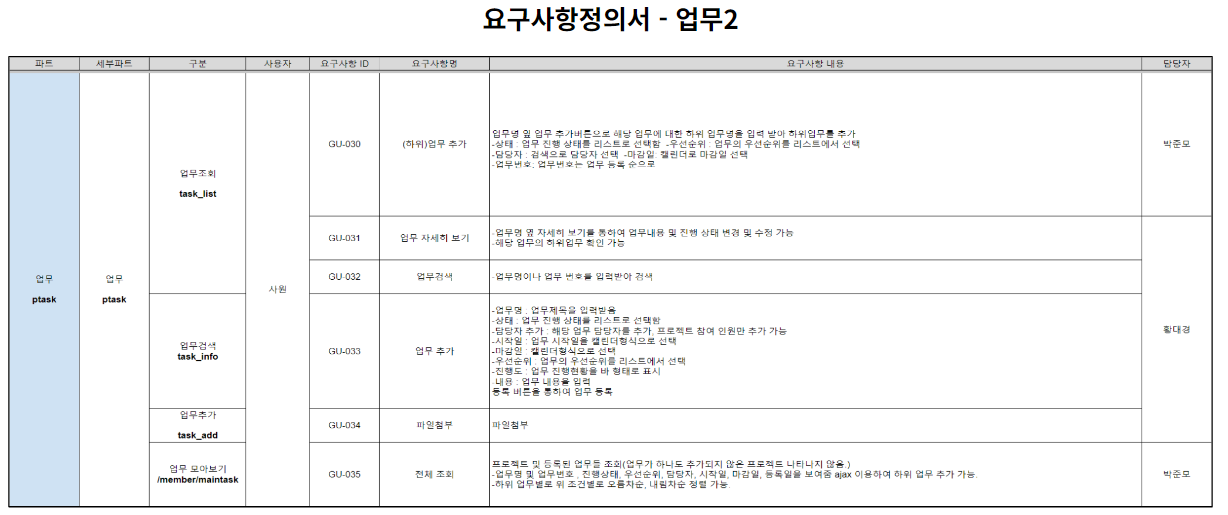 요구사항정의서 - 업무2
파트 세부파트 구분 사용자 요구사항 ID 요구사항명 요구사항 내용 담당자
업무
ptask
업무
ptask
업무조회
task_list
사원
GU-030
(하위)업무 추가
업무명 옆 업무 추가버튼으로 해당 업무에 대한 하위 업무명을 입력 받아 하위업무를 추가
-상태 : 업무 진행 상태를 리스트로 선택함 -우선순위 : 업무의 우선순위를 리스트에서 선택
-담당자 : 검색으로 담당자 선택 -마감일: 캘린더로 마감일 선택
-업무번호: 업무번호는 업무 등록 순으로
박준모
GU-031
업무 자세히 보기
-업무명 옆 자세히 보기를 통하여 업무내용 및 진행 상태 변경 및 수정 가능
-해당 업무의 하위업무 확인 가능
황대경
GU-032
업무검색
-업무명이나 업무 번호를 입력받아 검색
업무검색
task_info
GU-033
업무 추가
-업무명 : 업무제목을 입력받음
-상태 : 업무 진행 상태를 리스트로 선택함
-담당자 추가 : 해당 업무 담당자를 추가, 프로젝트 참여 인원만 추가 가능
-시작일 : 업무 시작일을 캘린더형식으로 선택
-마감일 : 캘린더형식으로 선택
-우선순위 : 업무의 우선순위를 리스트에서 선택
-진행도 : 업무 진행현황을 바 형태로 표시
-내용 : 업무 내용을 입력
등록 버튼을 통하여 업무 등록
업무추가
task_add
GU-034
파일첨부
파일첨부
업무 모아보기
/member/maintask
GU-035
전체 조회
프로젝트 및 등록된 업무를 조회(업무가 하나도 추가되지 않은 프로젝트 나타나지 않음.)
-업무명 및 업무번호 , 진행상태, 우선순위, 담당자, 시작일, 마감일, 등록일을 보여줌 ajax 이용하여 하위 업무 추가 가능.
-하위 업무별로 위 조건별로 오름차순, 내림차순 정렬 가능.
박준모